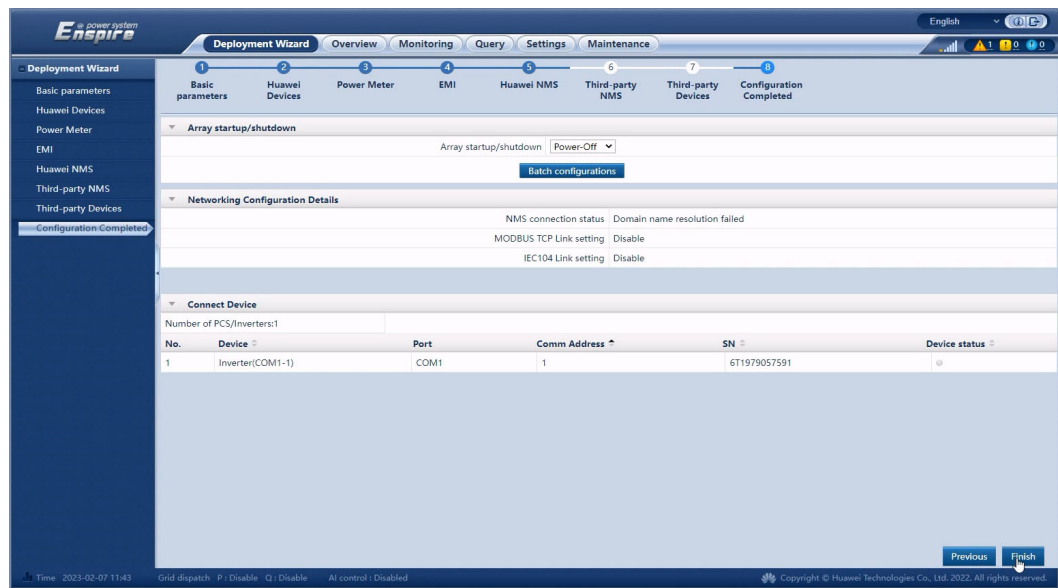 Enspire @ power system
English
Deployment Wizard Overview Monitoring Query Settings Maintenance
1 0 0
Deployment Wizard
Basic parameters
Huawei Devices
Power Meter
EMI
Huawei NMS
Third-party NMS
Third-party Devices
Configuration Completed
1 2 3 4 5 6 7 8
Basic parameters
Huawei Devices
Power Meter
EMI
Huawei NMS
Third-party NMS
Third-party Devices
Configuration Completed
Array startup/shutdown
Array startup/shutdown Power-Off
Batch configurations
Networking Configuration Details
NMS connection status Domain name resolution failed
MODBUS TCP Link setting Disable
IEC104 Link setting Disable
Connect Device
Number of PCS/Inverters:1
No. Device Port Comm Address SN Device status
1 Inverter(COM1-1) COM1 1 6T1979057591
Previous Finish
Time 2023-02-07 11:43 Grid dispatch P : Disable Q : Disable AI control : Disabled Copyright © Huawei Technologies Co., Ltd. 2022. All rights reserved